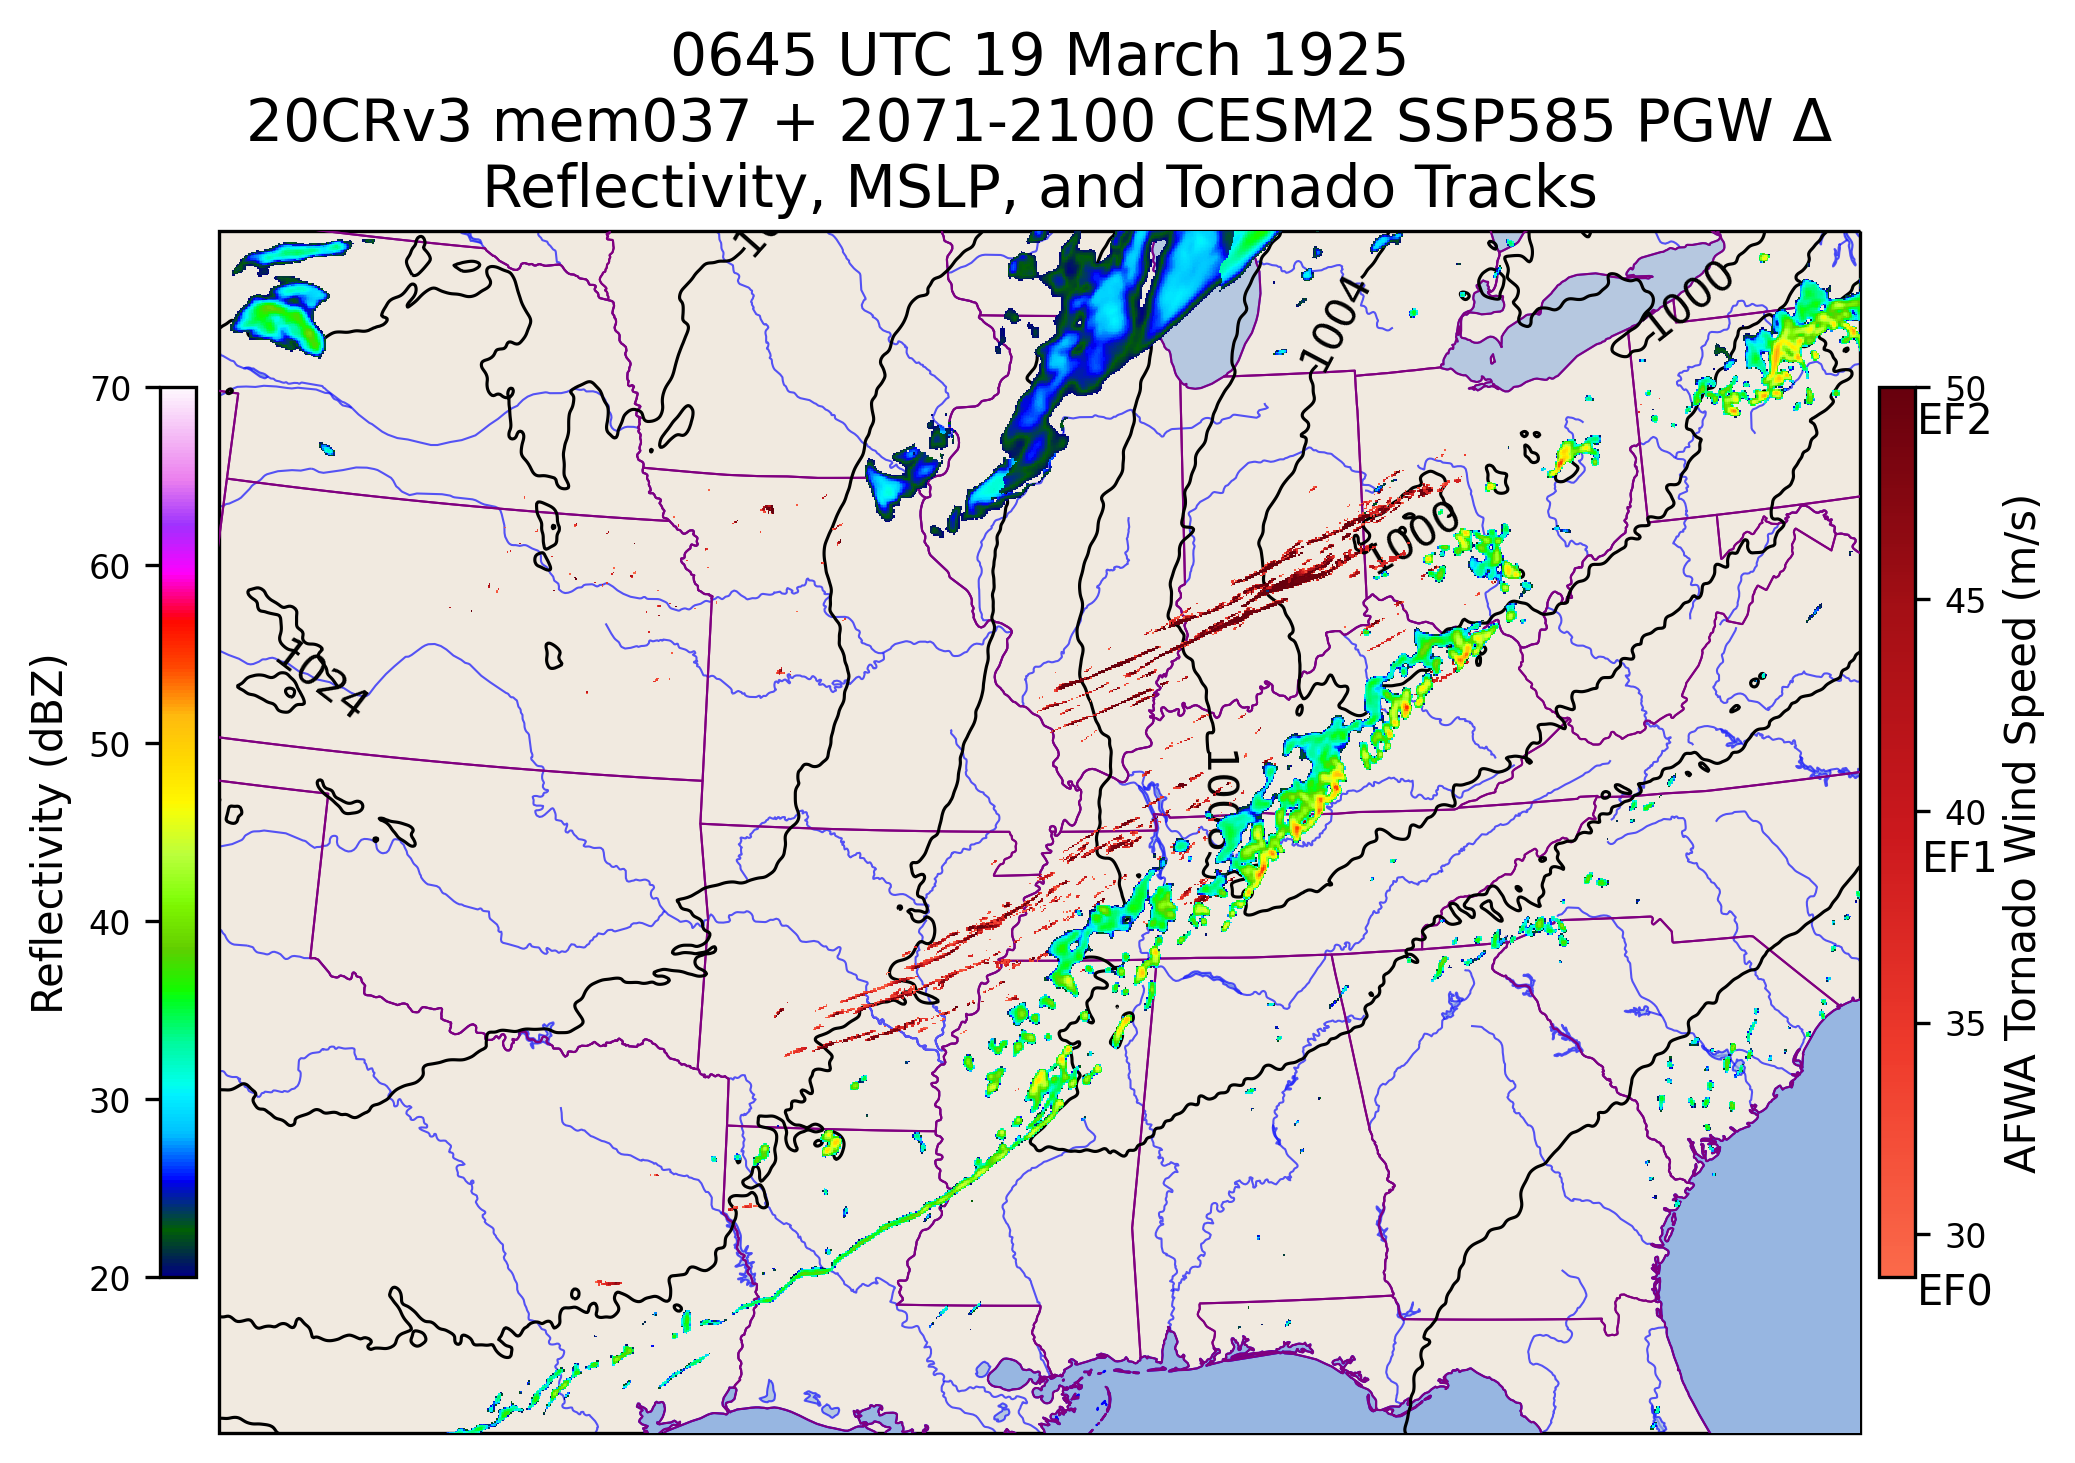 0645 UTC 19 March 1925
20CRv3 mem037 + 2071-2100 CESM2 SSP585 PGW Δ
Reflectivity, MSLP, and Tornado Tracks
1004
1000
1000
1024
70
60
50
40
30
20
Reflectivity (dBZ)
50
EF2
45
40
EF1
35
30
EF0
AFWA Tornado Wind Speed (m/s)